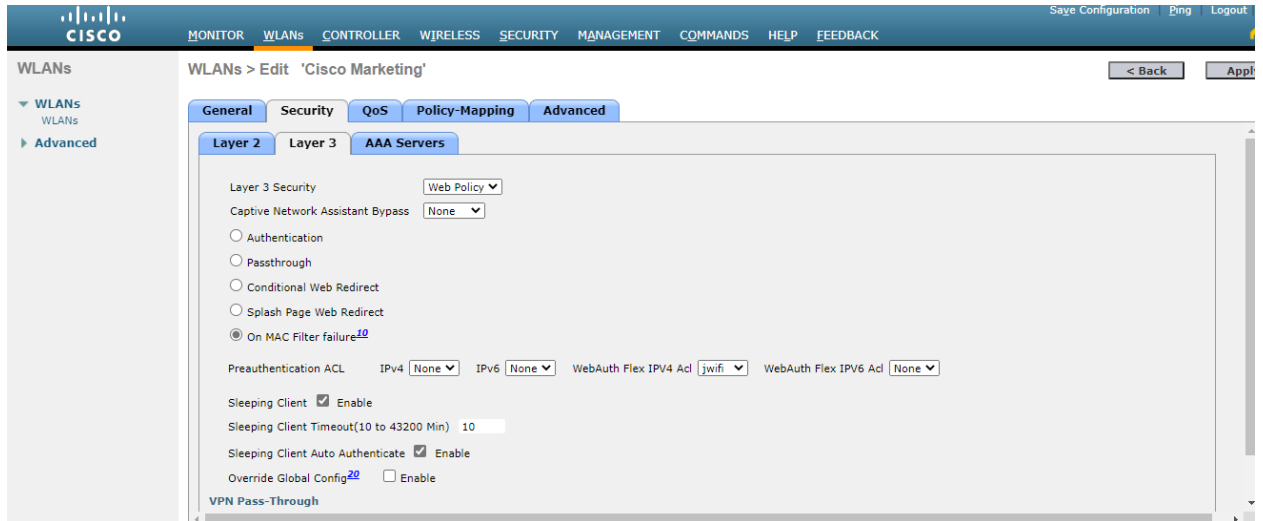 Save Configuration | Ping | Logout |
CISCO MONITOR WLANs CONTROLLER WIRELESS SECURITY MANAGEMENT COMMANDS HELP FEEDBACK
WLANs WLANs > Edit 'Cisco Marketing' < Back Appl
WLANs General Security QoS Policy-Mapping Advanced
WLANs
Advanced Layer 2 Layer 3 AAA Servers
Layer 3 Security Web Policy
Captive Network Assistant Bypass None
Authentication
Passthrough
Conditional Web Redirect
Splash Page Web Redirect
On MAC Filter failure10
Preauthentication ACL IPv4 None IPv6 None WebAuth Flex IPV4 Acl jwifi WebAuth Flex IPV6 Acl None
Sleeping Client Enable
Sleeping Client Timeout(10 to 43200 Min) 10
Sleeping Client Auto Authenticate Enable
Override Global Config20 Enable
VPN Pass-Through